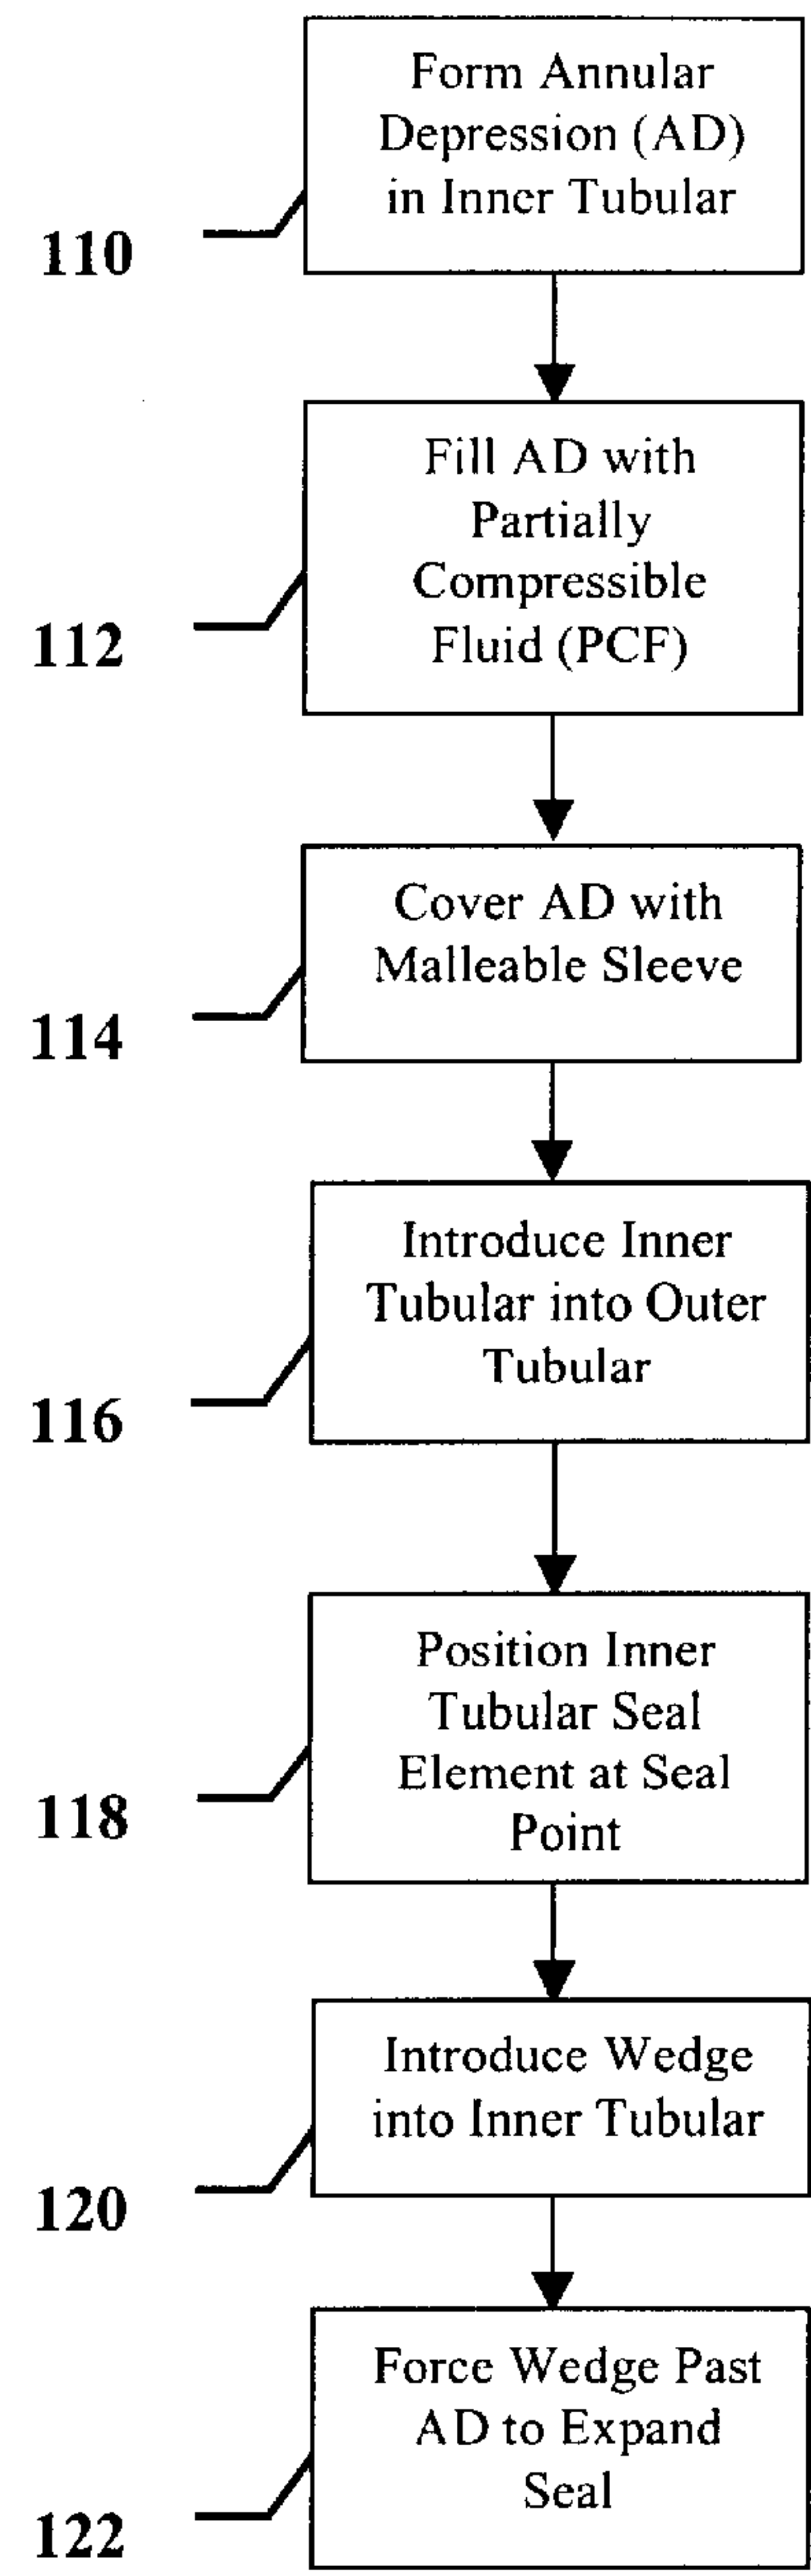 Form Annular
Depression (AD)
in Inner Tubular
110
Fill AD with
Partially
Compressible
Fluid (PCF)
112
Cover AD with
Malleable Sleeve
114
Introduce Inner
Tubular into Outer
Tubular
116
Position Inner
Tubular Seal
Element at Seal
Point
118
Introduce Wedge
into Inner Tubular
120
Force Wedge Past
AD to Expand
Seal
122